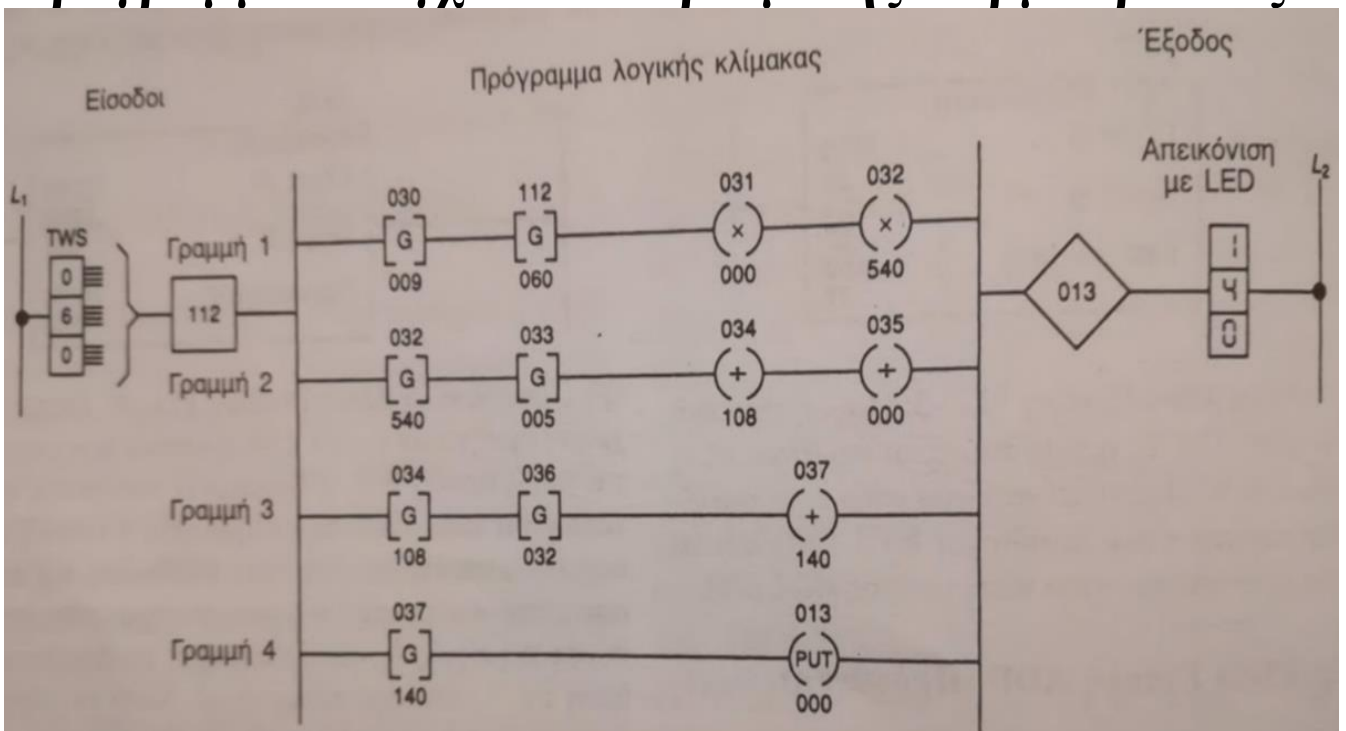 Έξοδος
Πρόγραμμα λογικής κλίμακας
Είσοδοι
Απεικόνιση
με LED
L₁
L₂
TWS
0
6
0
112
Γραμμή 1
030 112 031 032
G G × ×
009 060 000 540
Γραμμή 2
032 033 034 035
G G + +
540 005 108 000
Γραμμή 3
034 036 037
G G +
108 032 140
Γραμμή 4
037 013
G PUT
140 000
013
1
4
0